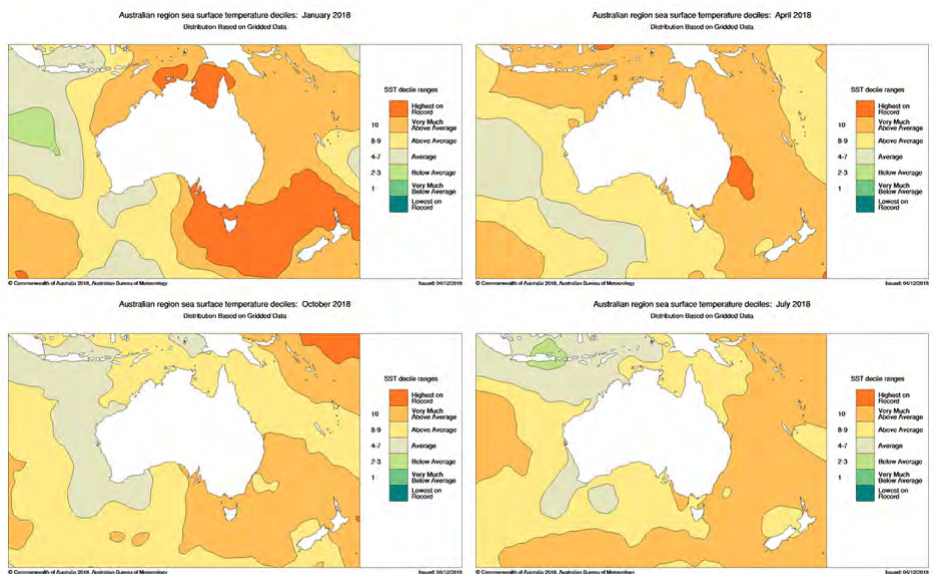 Australian region sea surface temperature deciles: January 2018
Distribution Based on Gridded Data
SST decile ranges
Highest on
Record
10 Very Much
Above Average
8-9 Above Average
4-7 Average
2-3 Below Average
1 Very Much
Below Average
Lowest on
Record
© Commonwealth of Australia 2018, Australian Bureau of Meteorology
Issued: 04/12/2018
Australian region sea surface temperature deciles: April 2018
Distribution Based on Gridded Data
SST decile ranges
Highest on
Record
10 Very Much
Above Average
8-9 Above Average
4-7 Average
2-3 Below Average
1 Very Much
Below Average
Lowest on
Record
© Commonwealth of Australia 2018, Australian Bureau of Meteorology
Issued: 04/12/2018
Australian region sea surface temperature deciles: October 2018
Distribution Based on Gridded Data
SST decile ranges
Highest on
Record
10 Very Much
Above Average
8-9 Above Average
4-7 Average
2-3 Below Average
1 Very Much
Below Average
Lowest on
Record
© Commonwealth of Australia 2018, Australian Bureau of Meteorology
Issued: 04/12/2018
Australian region sea surface temperature deciles: July 2018
Distribution Based on Gridded Data
SST decile ranges
Highest on
Record
10 Very Much
Above Average
8-9 Above Average
4-7 Average
2-3 Below Average
1 Very Much
Below Average
Lowest on
Record
© Commonwealth of Australia 2018, Australian Bureau of Meteorology
Issued: 04/12/2018